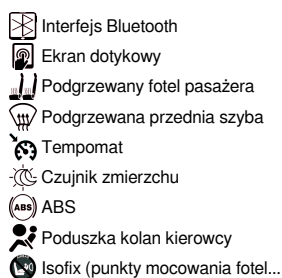 Interfejs Bluetooth
Ekran dotykowy
Podgrzewany fotel pasażera
Podgrzewana przednia szyba
Tempomat
Czujnik zmierzchu
ABS
Poduszka kolan kierowcy
Isofix (punkty mocowania fotel...